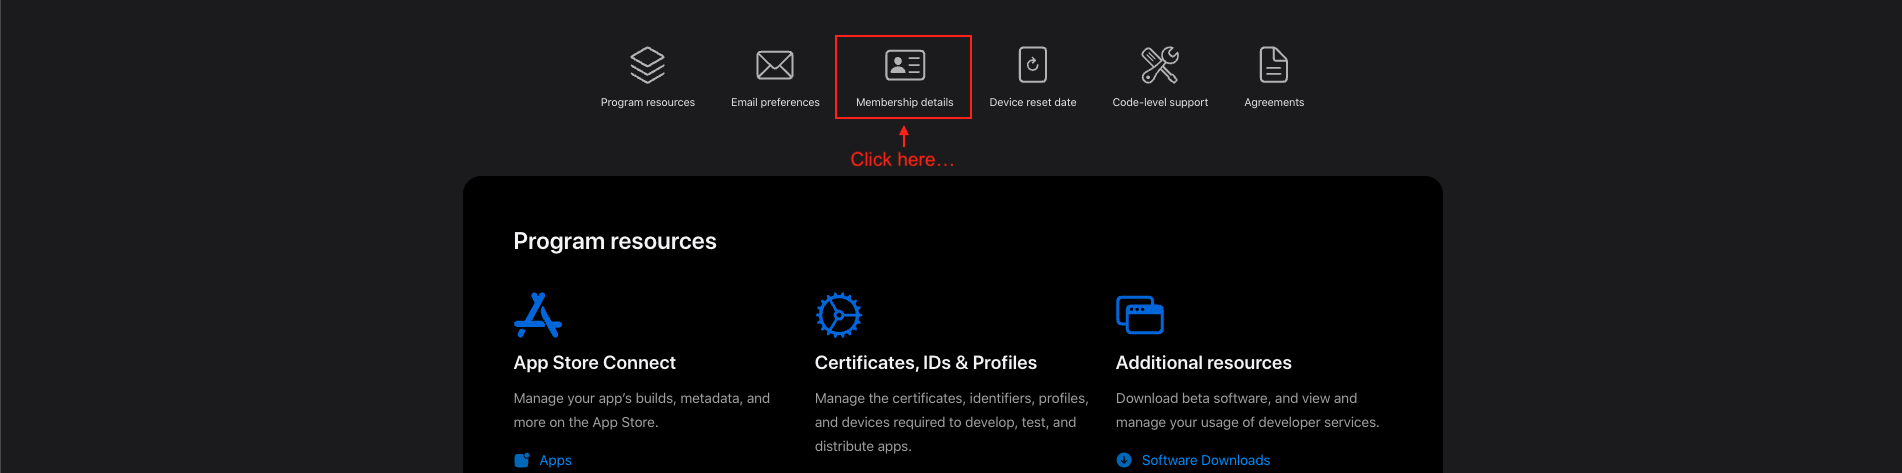 Program resources
Email preferences
Membership details
Device reset date
Code-level support
Agreements
Click here...
Program resources
App Store Connect
Manage your app's builds, metadata, and
more on the App Store.
Apps
Certificates, IDs & Profiles
Manage the certificates, identifiers, profiles,
and devices required to develop, test, and
distribute apps.
Additional resources
Download beta software, and view and
manage your usage of developer services.
Software Downloads